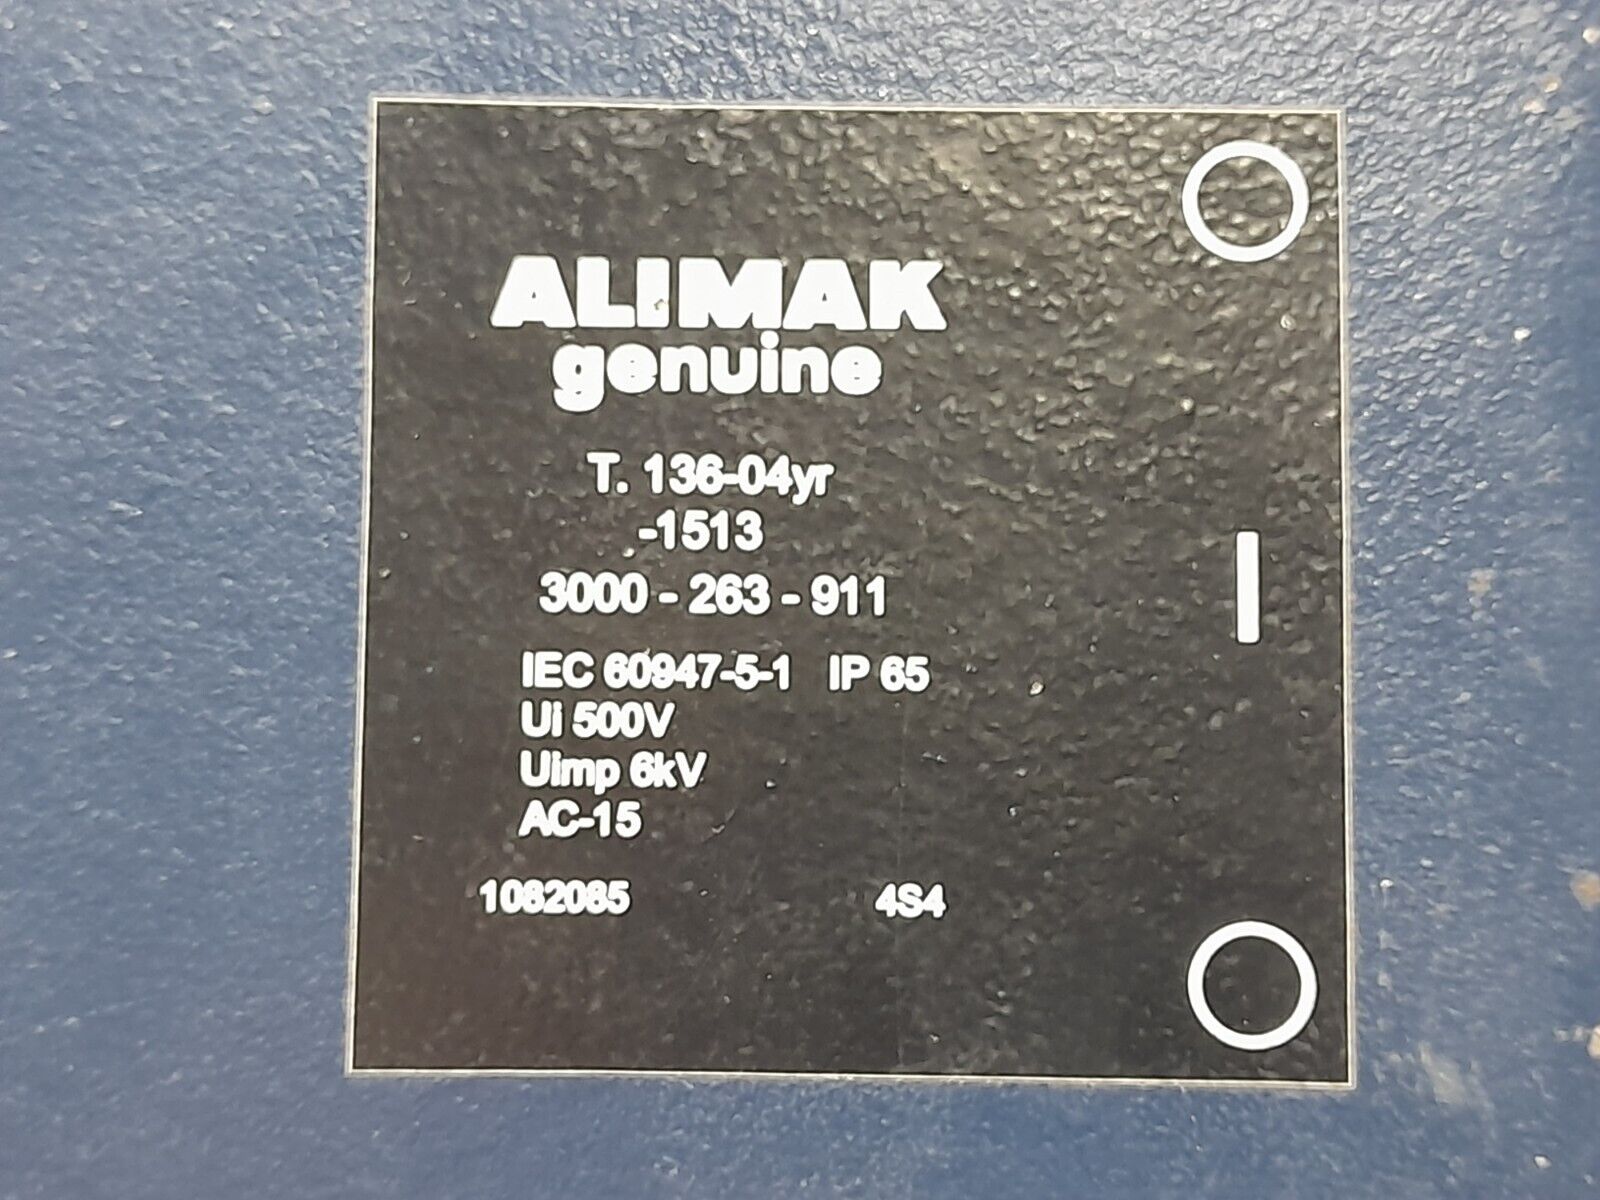 ALIMAK
genuine
T. 136-04yr
-1513
3000 - 263 - 911
IEC 60947-5-1 IP 65
Ui 500V
Uimp 6kV
AC-15
1082085 4S4